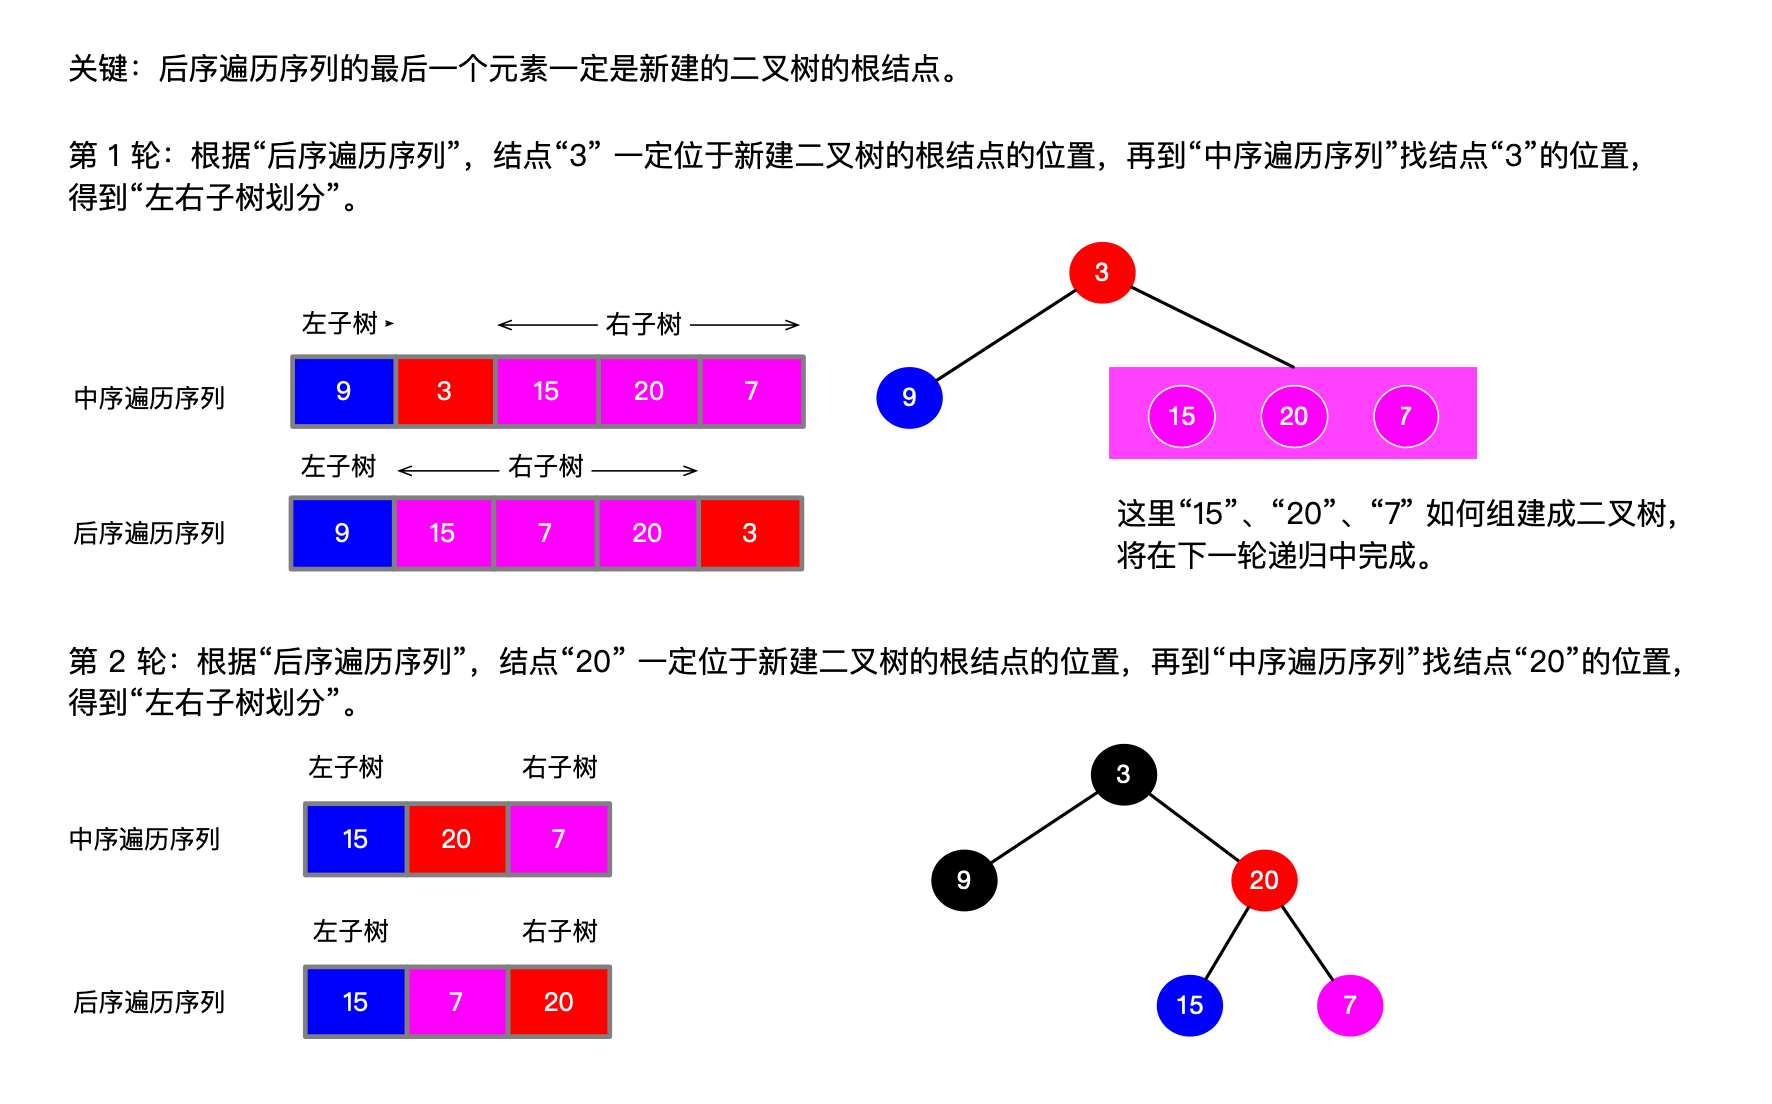 关键：后序遍历序列的最后一个元素一定是新建的二叉树的根结点。
第 1 轮：根据“后序遍历序列”，结点“3” 一定位于新建二叉树的根结点的位置，再到“中序遍历序列”找结点“3”的位置，
得到“左右子树划分”。
3
左子树 右子树
中序遍历序列 9 3 15 20 7
9 15 20 7
左子树 右子树
后序遍历序列 9 15 7 20 3
这里“15”、“20”、“7” 如何组建成二叉树，
将在下一轮递归中完成。
第 2 轮：根据“后序遍历序列”，结点“20” 一定位于新建二叉树的根结点的位置，再到“中序遍历序列”找结点“20”的位置，
得到“左右子树划分”。
左子树 右子树
3
中序遍历序列 15 20 7
9 20
左子树 右子树
后序遍历序列 15 7 20
15 7